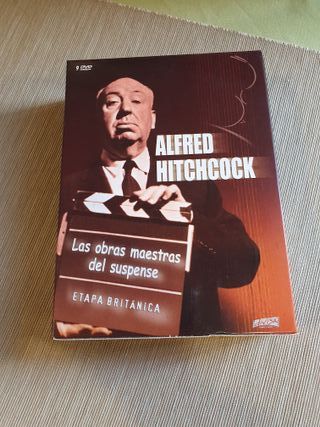 9 DVD
ALFRED
HITCHCOCK
Las obras maestras
del suspense
ETAPA BRITÁNICA